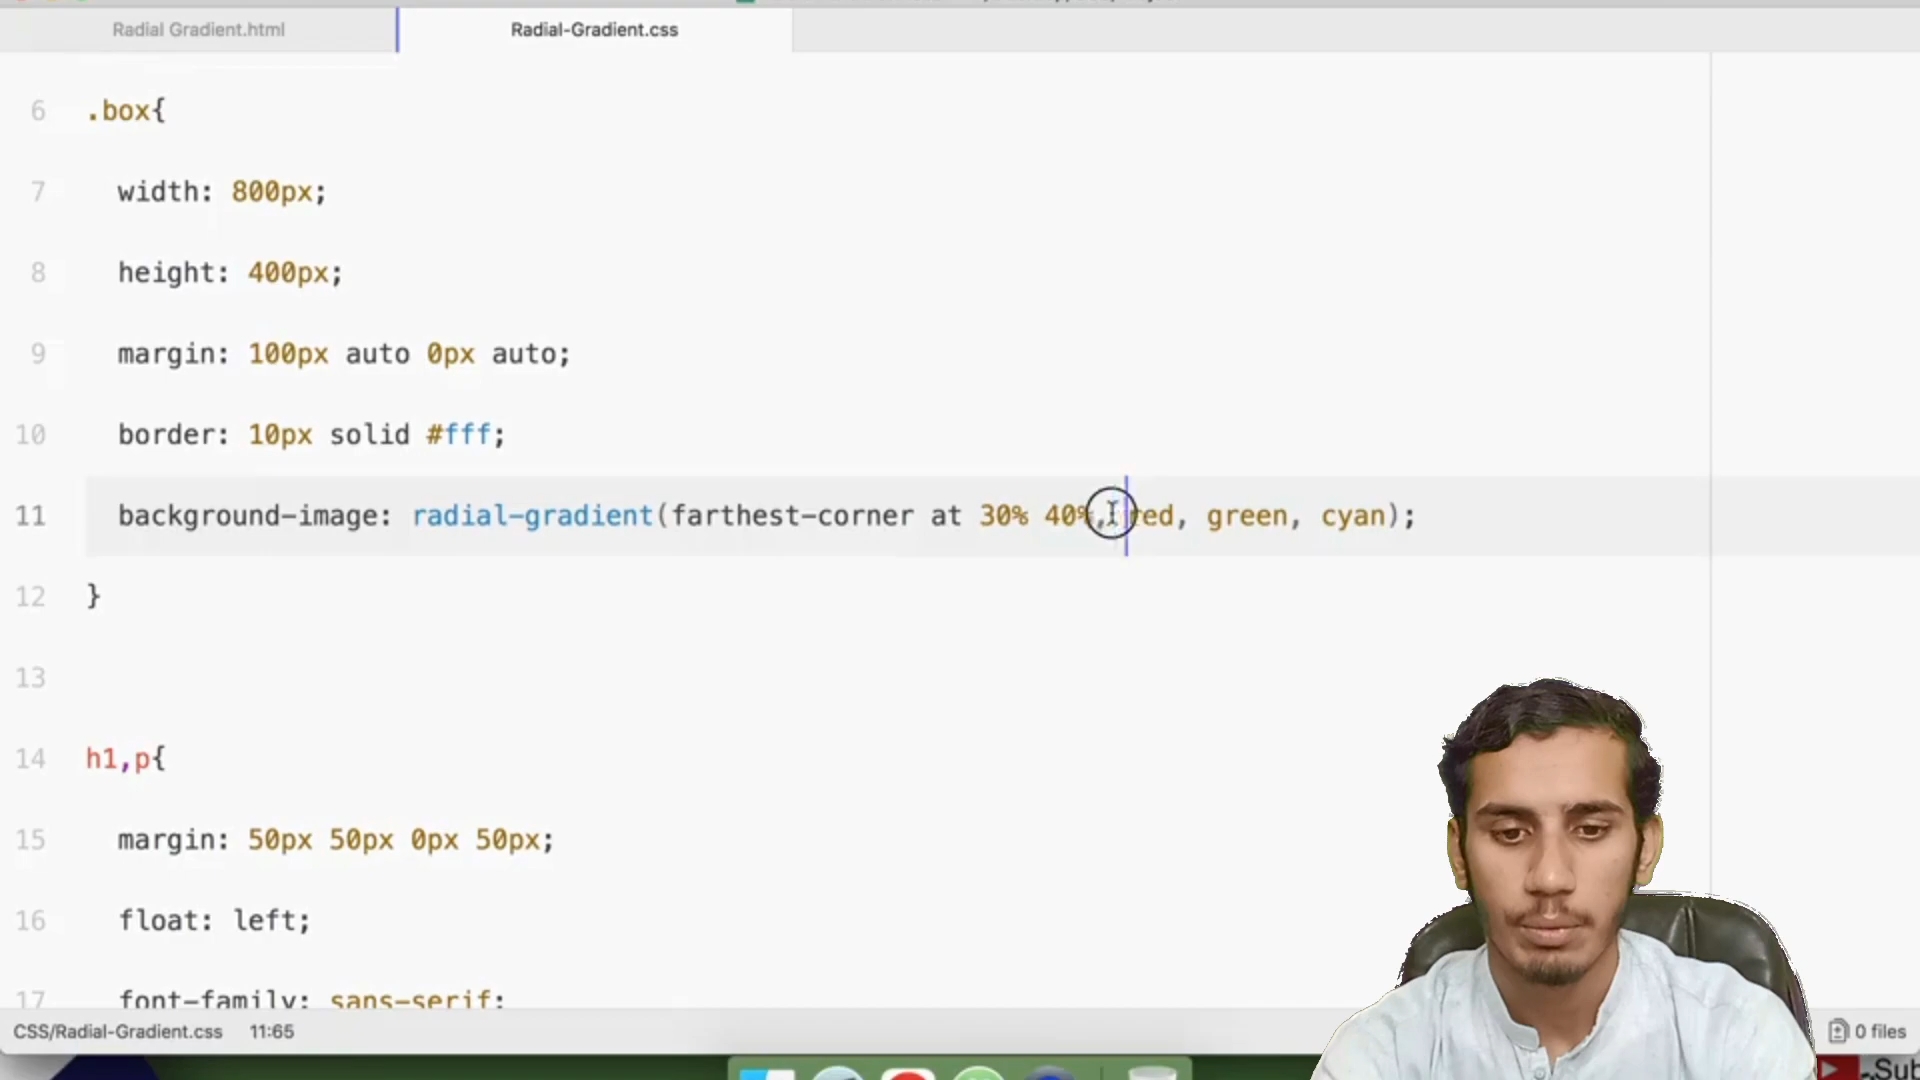 Radial Gradient.html
Radial-Gradient.css
6 .box{
7 width: 800px;
8 height: 400px;
9 margin: 100px auto 0px auto;
10 border: 10px solid #fff;
11 background-image: radial-gradient(farthest-corner at 30% 40%, red, green, cyan);
12 }
13
14 h1,p{
15 margin: 50px 50px 0px 50px;
16 float: left;
17 font-family: sans-serif;
CSS/Radial-Gradient.css 11:65
0 files
Sub